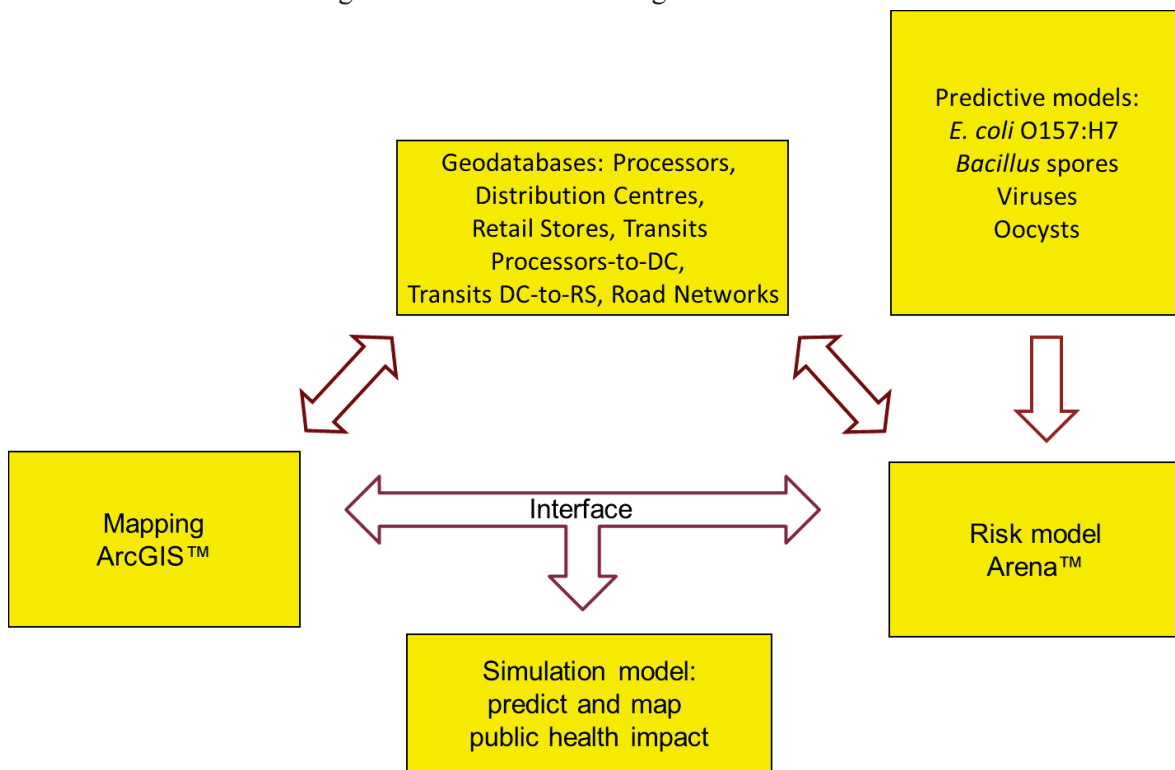 Predictive models:
E. coli O157:H7
Bacillus spores
Viruses
Oocysts
Geodatabases: Processors,
Distribution Centres,
Retail Stores, Transits
Processors-to-DC,
Transits DC-to-RS, Road Networks
Mapping
ArcGIS™
Interface
Risk model
Arena™
Simulation model:
predict and map
public health impact